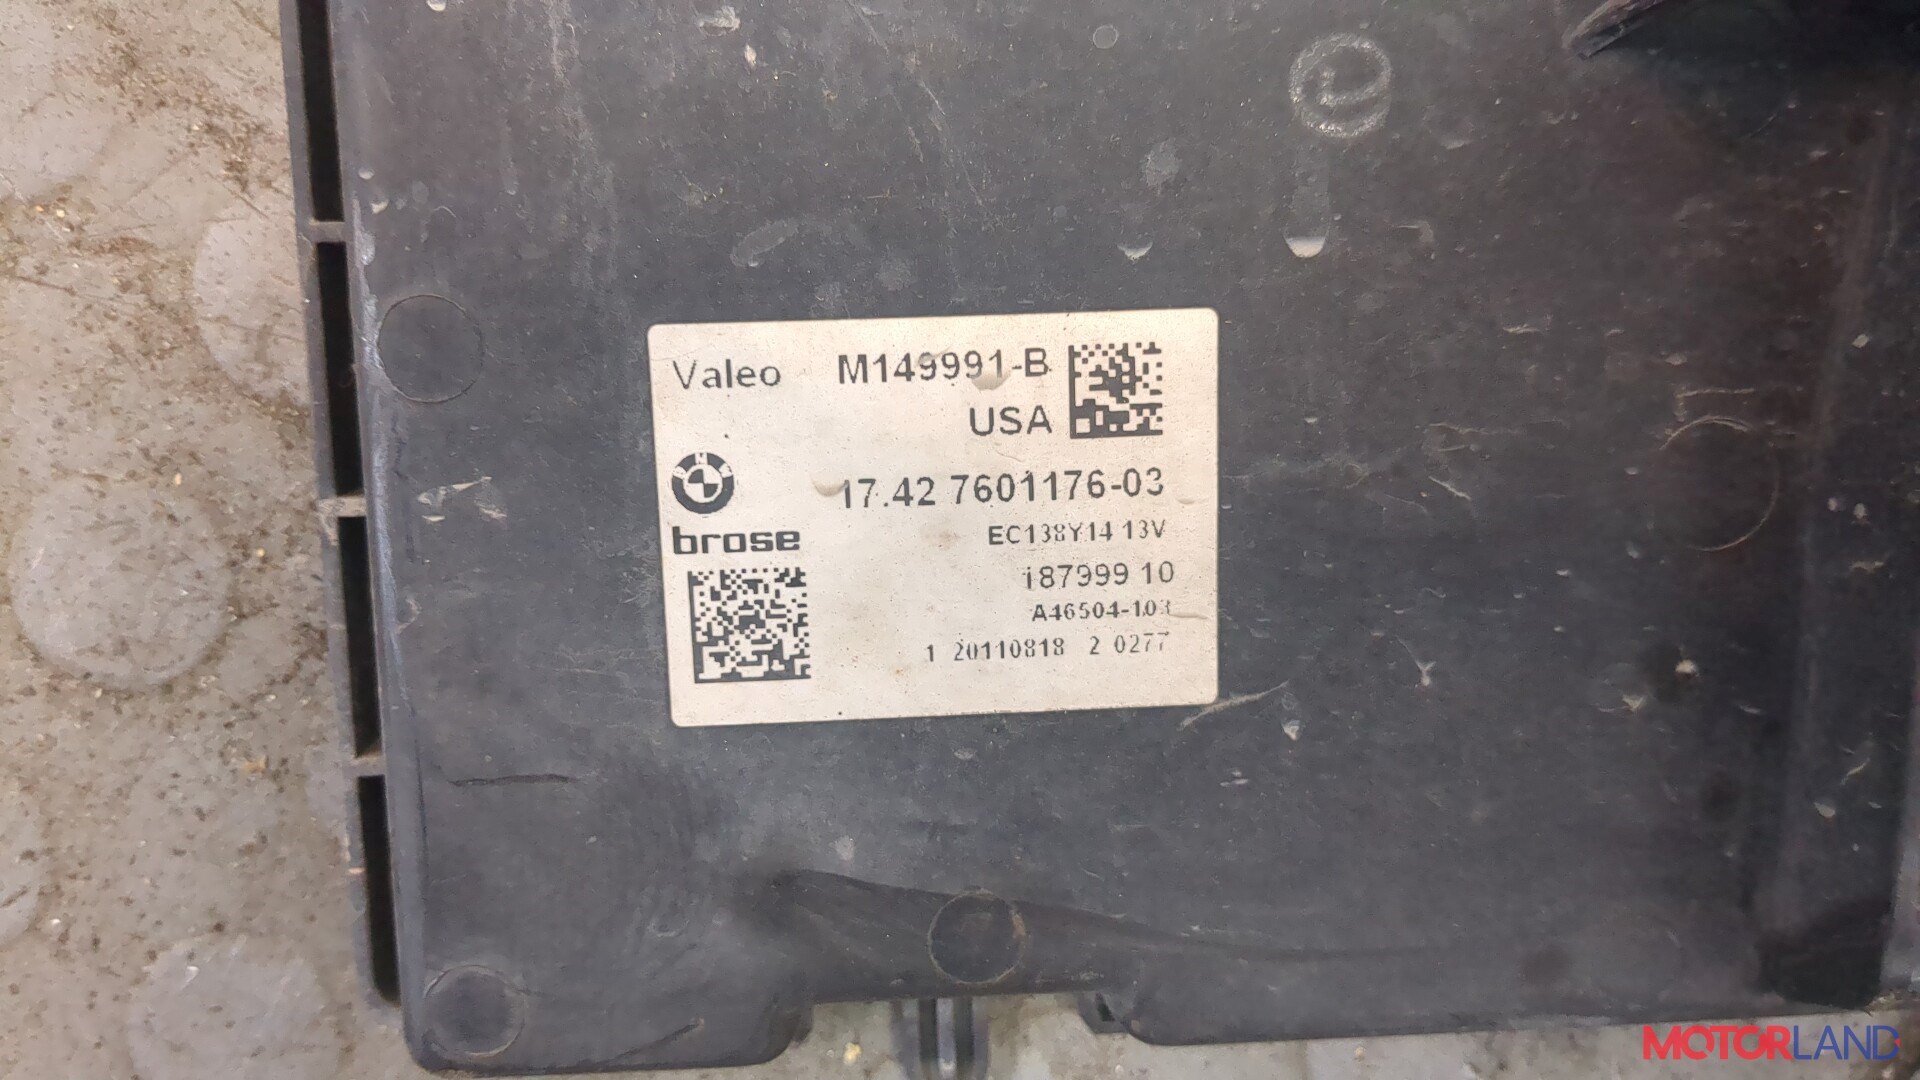 Valeo M149991-B
USA
BMW
17.42 7601176-03
brose
EC138Y14 13V
187999 10
A46504-103
1 20110818 2 0277
MOTORLAND